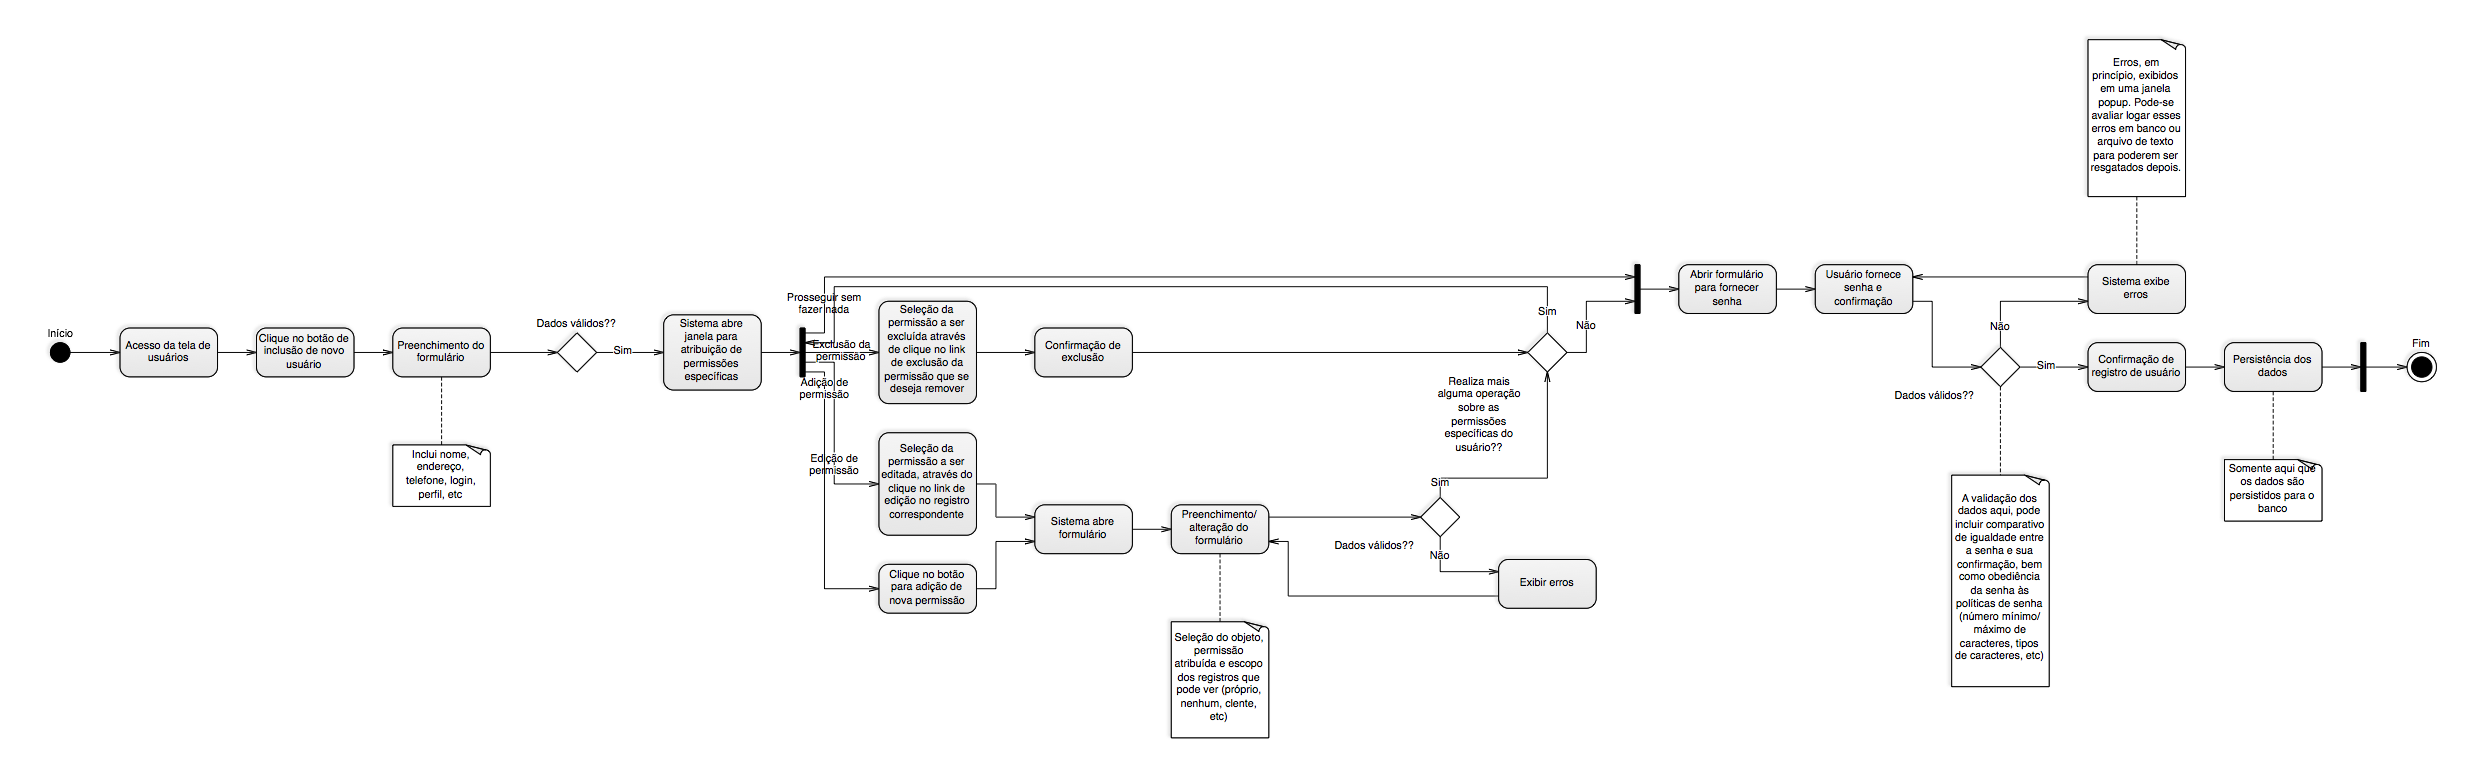 Início
Acesso da tela de
usuários
Clique no botão de
inclusão de novo
usuário
Preenchimento do
formulário
Inclui nome,
endereço,
telefone, login,
perfil, etc
Dados válidos??
Sim
Sistema abre
janela para
atribuição de
permissões
específicas
Prosseguir sem
fazer nada
Exclusão da
permissão
Adição de
permissão
Edição de
permissão
Seleção da
permissão a ser
excluída através
de clique no link
de exclusão da
permissão que se
deseja remover
Confirmação de
exclusão
Seleção da
permissão a ser
editada, através do
clique no link de
edição no registro
correspondente
Clique no botão
para adição de
nova permissão
Sistema abre
formulário
Preenchimento/
alteração do
formulário
Seleção do objeto,
permissão
atribuída e escopo
dos registros que
pode ver (próprio,
nenhum, clente,
etc)
Dados válidos??
Sim
Não
Exibir erros
Realiza mais
alguma operação
sobre as
permissões
específicas do
usuário??
Sim
Não
Abrir formulário
para fornecer
senha
Usuário fornece
senha e
confirmação
Dados válidos??
Não
Sim
A validação dos
dados aqui, pode
incluir comparativo
de igualdade entre
a senha e sua
confirmação, bem
como obediência
da senha às
políticas de senha
(número mínimo/
máximo de
caracteres, tipos
de caracteres, etc)
Sistema exibe
erros
Erros, em
princípio, exibidos
em uma janela
popup. Pode-se
avaliar logar esses
erros em banco ou
arquivo de texto
para poderem ser
resgatados depois.
Confirmação de
registro de usuário
Persistência dos
dados
Somente aqui que
os dados são
persistidos para o
banco
Fim